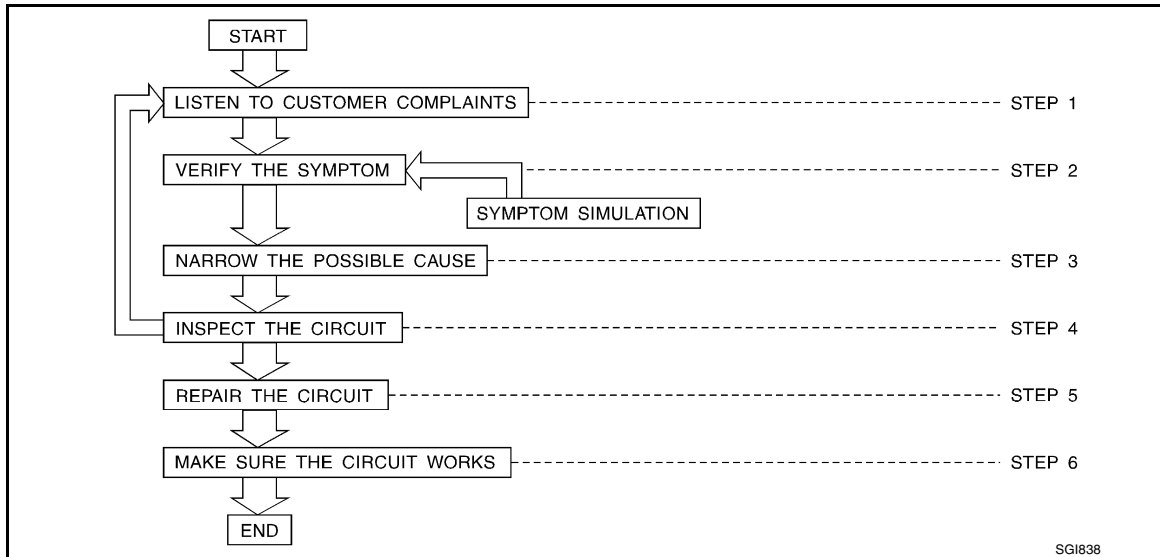 START
LISTEN TO CUSTOMER COMPLAINTS STEP 1
VERIFY THE SYMPTOM STEP 2
SYMPTOM SIMULATION
NARROW THE POSSIBLE CAUSE STEP 3
INSPECT THE CIRCUIT STEP 4
REPAIR THE CIRCUIT STEP 5
MAKE SURE THE CIRCUIT WORKS STEP 6
END
SGI838